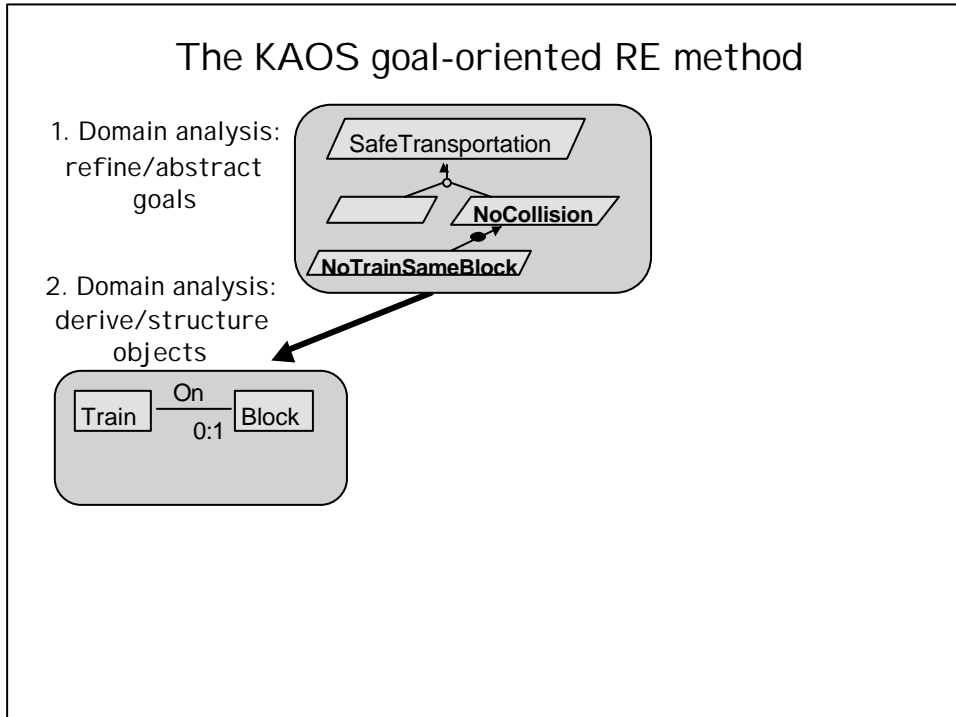 The KAOS goal-oriented RE method
1. Domain analysis:
refine/abstract
goals
SafeTransportation
NoCollision
NoTrainSameBlock
2. Domain analysis:
derive/structure
objects
On
Train
Block
0:1